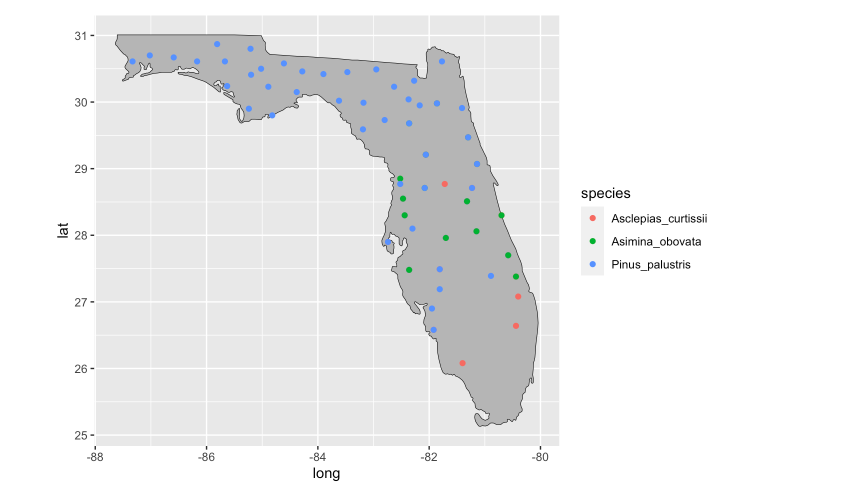 31
30
29
28
27
26
25
lat
-88
-86
-84
-82
-80
long
species
Asclepias_curtissii
Asimina_obovata
Pinus_palustris